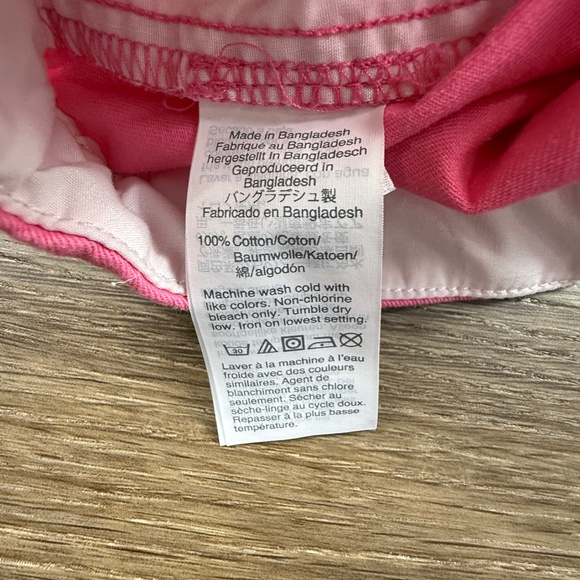 Made in Bangladesh
Fabriqué au Bangladesh
hergestellt In Bangladesch
Geproduceerd in
Bangladesh
バングラデシュ製
Fabricado en Bangladesh
100% Cotton/Coton/
Baumwolle/Katoen/
綿/algodón
Machine wash cold with
like colors. Non-chlorine
bleach only. Tumble dry
low. Iron on lowest setting.
30
Laver à la machine à l'eau
froide avec des couleurs
similaires. Agent de
blanchiment sans chlore
seulement. Sécher au
sèche-linge au cycle doux.
Repasser à la plus basse
température.